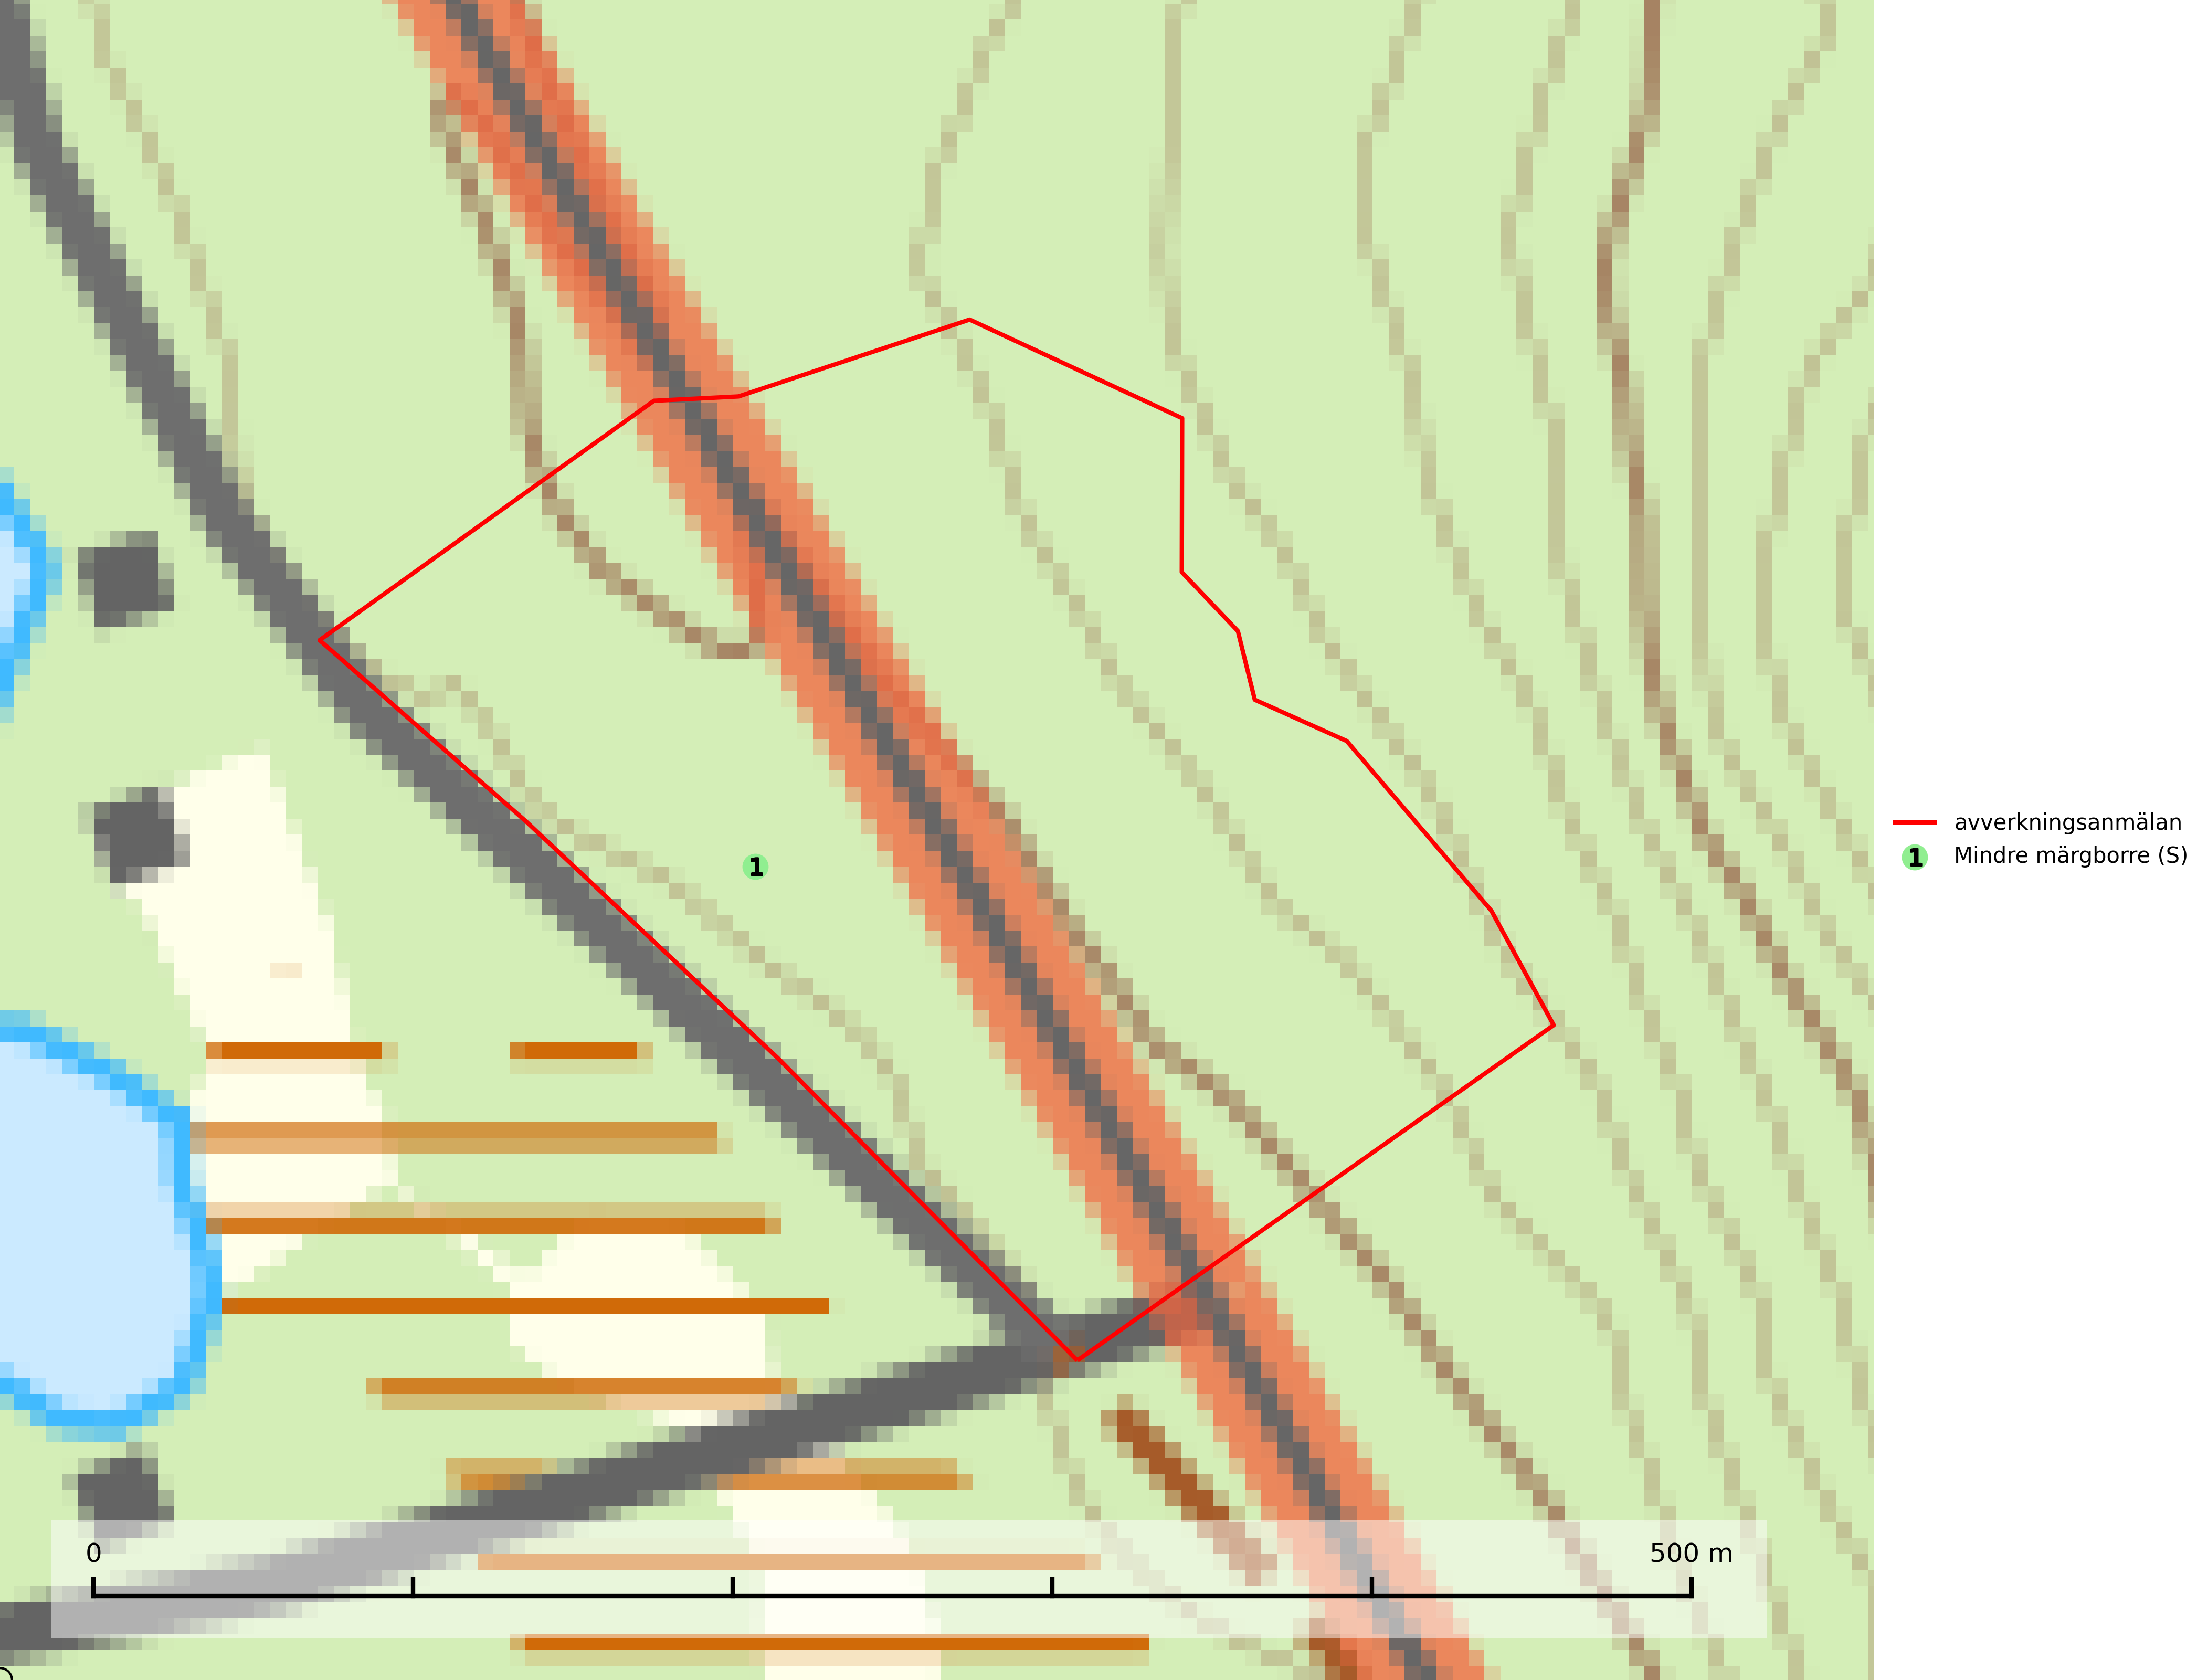 avverkningsanmälan
1 Mindre märgborre (S)
1
0 500 m